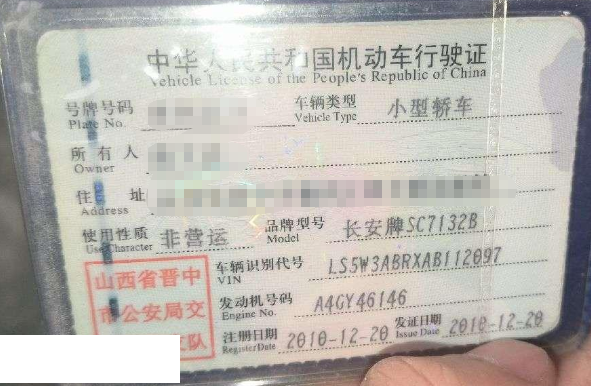 中华人民共和国机动车行驶证
Vehicle License of the People's Republic of China
号牌号码 车辆类型 小型轿车
Plate No. Vehicle Type
所有人
Owner
住址
Address
使用性质 非营运 品牌型号 长安牌SC7132B
Use Character Model
山西省晋中
市公安局交
队
车辆识别代号 LS5W3ABRXAB112097
VIN
发动机号码 A4GY46146
Engine No.
注册日期 2010-12-20 发证日期 2010-12-20
Register Date Issue Date